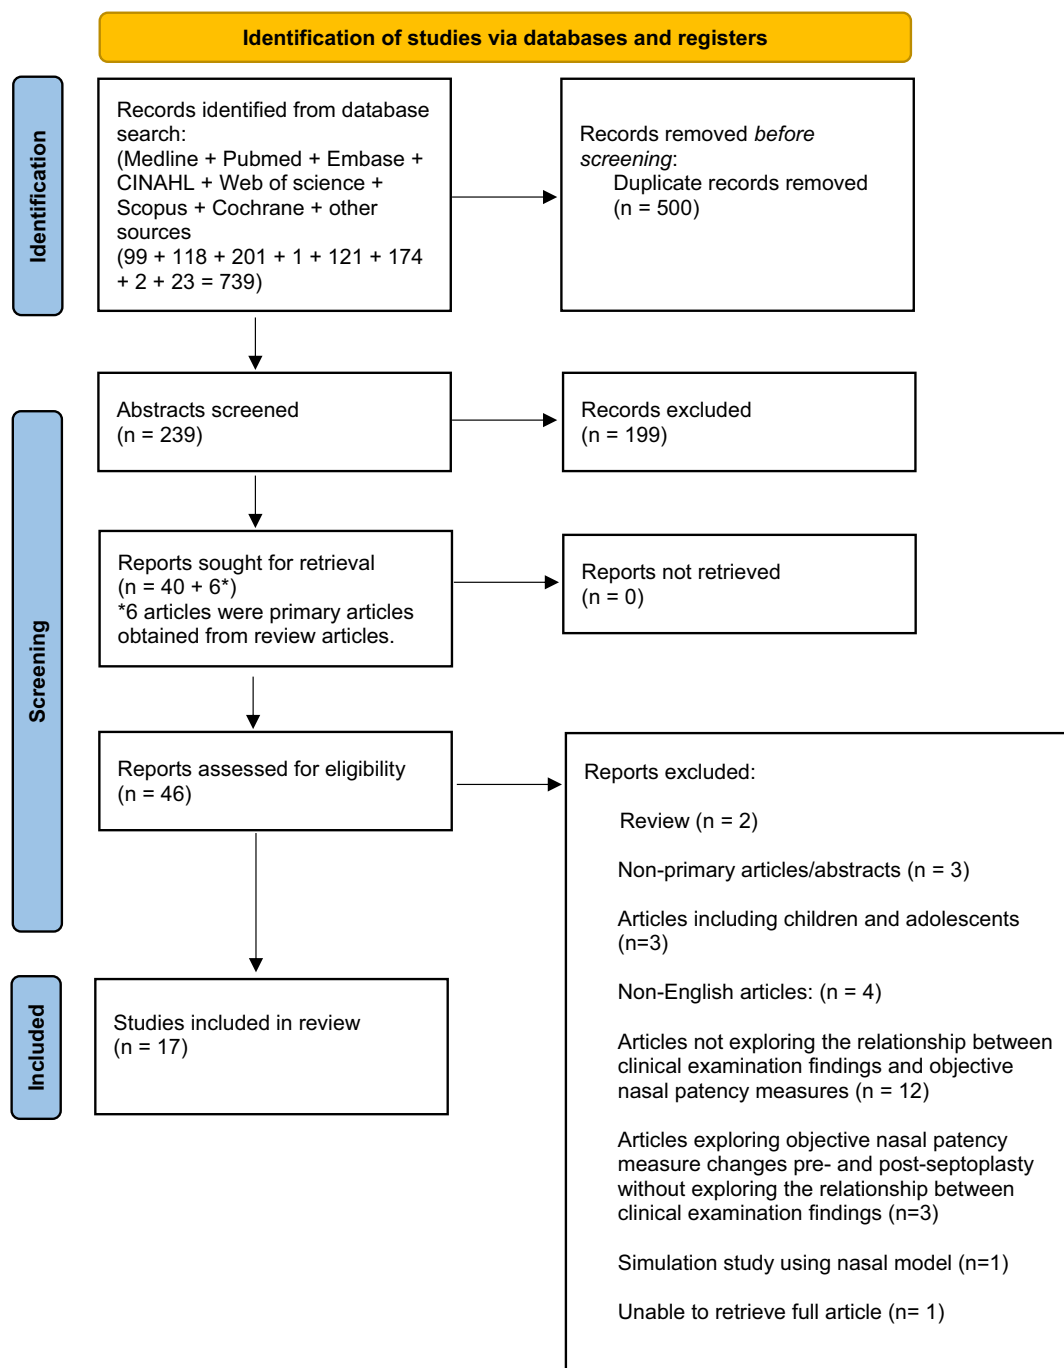 Identification of studies via databases and registers
Identification
Records identified from database
search:
(Medline + Pubmed + Embase +
CINAHL + Web of science +
Scopus + Cochrane + other
sources
(99 + 118 + 201 + 1 + 121 + 174
+ 2 + 23 = 739)
Records removed before
screening:
Duplicate records removed
(n = 500)
Screening
Abstracts screened
(n = 239)
Records excluded
(n = 199)
Reports sought for retrieval
(n = 40 + 6*)
*6 articles were primary articles
obtained from review articles.
Reports not retrieved
(n = 0)
Reports assessed for eligibility
(n = 46)
Reports excluded:
Review (n = 2)
Non-primary articles/abstracts (n = 3)
Articles including children and adolescents
(n=3)
Non-English articles: (n = 4)
Articles not exploring the relationship between
clinical examination findings and objective
nasal patency measures (n = 12)
Articles exploring objective nasal patency
measure changes pre- and post-septoplasty
without exploring the relationship between
clinical examination findings (n=3)
Simulation study using nasal model (n=1)
Unable to retrieve full article (n= 1)
Included
Studies included in review
(n = 17)